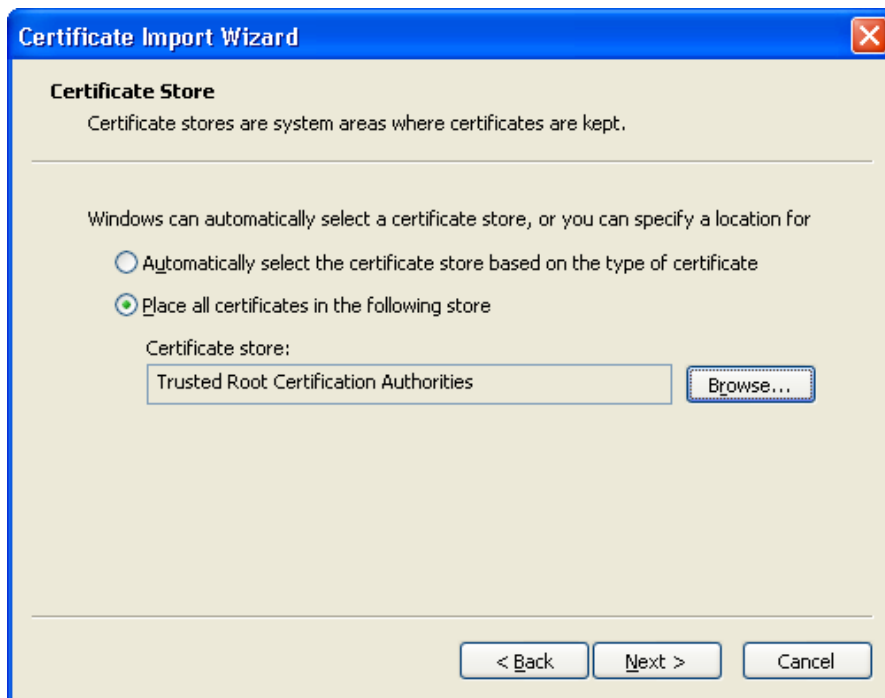 Certificate Import Wizard
Certificate Store
Certificate stores are system areas where certificates are kept.
Windows can automatically select a certificate store, or you can specify a location for
Automatically select the certificate store based on the type of certificate
Place all certificates in the following store
Certificate store:
Trusted Root Certification Authorities
Browse...
< Back
Next >
Cancel